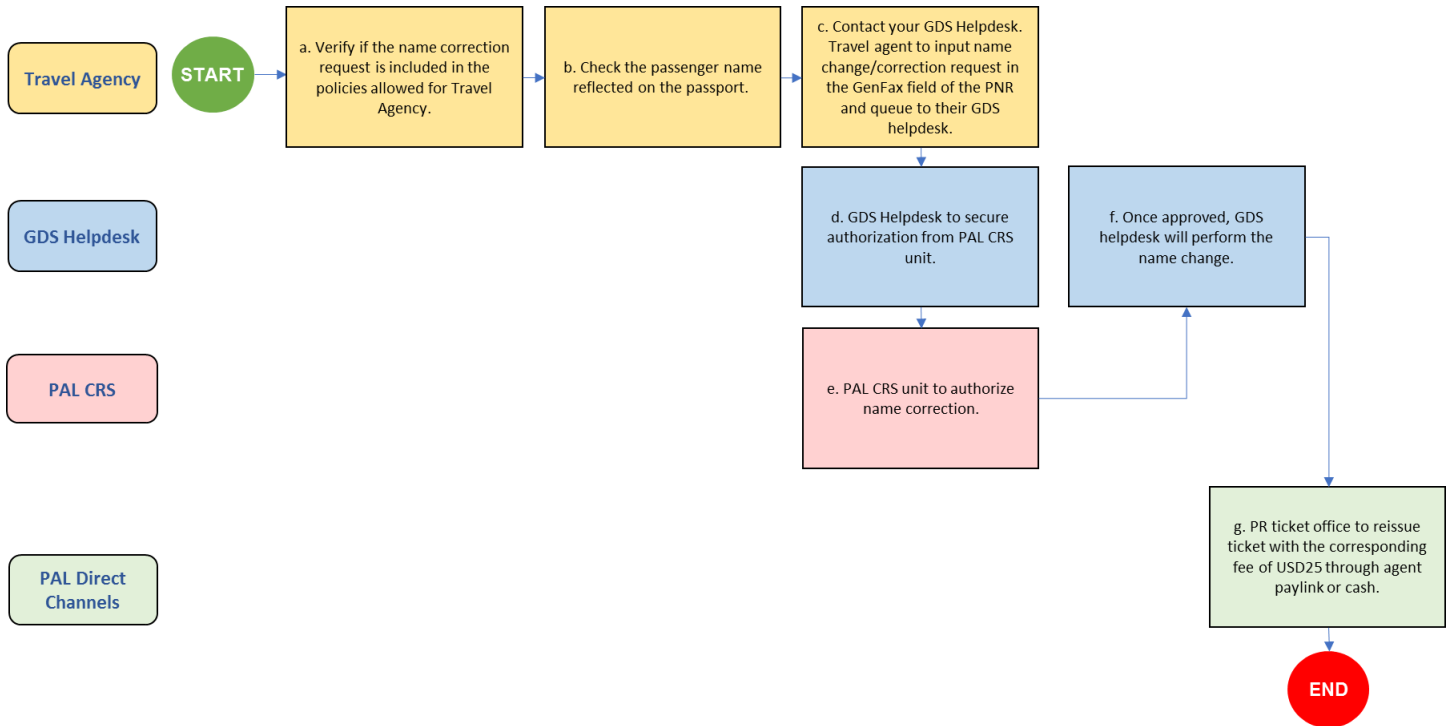 Travel Agency
START
a. Verify if the name correction
request is included in the
policies allowed for Travel
Agency.
b. Check the passenger name
reflected on the passport.
c. Contact your GDS Helpdesk.
Travel agent to input name
change/correction request in
the GenFax field of the PNR
and queue to their GDS
helpdesk.
GDS Helpdesk
d. GDS Helpdesk to secure
authorization from PAL CRS
unit.
f. Once approved, GDS
helpdesk will perform the
name change.
PAL CRS
e. PAL CRS unit to authorize
name correction.
PAL Direct
Channels
g. PR ticket office to reissue
ticket with the corresponding
fee of USD25 through agent
paylink or cash.
END